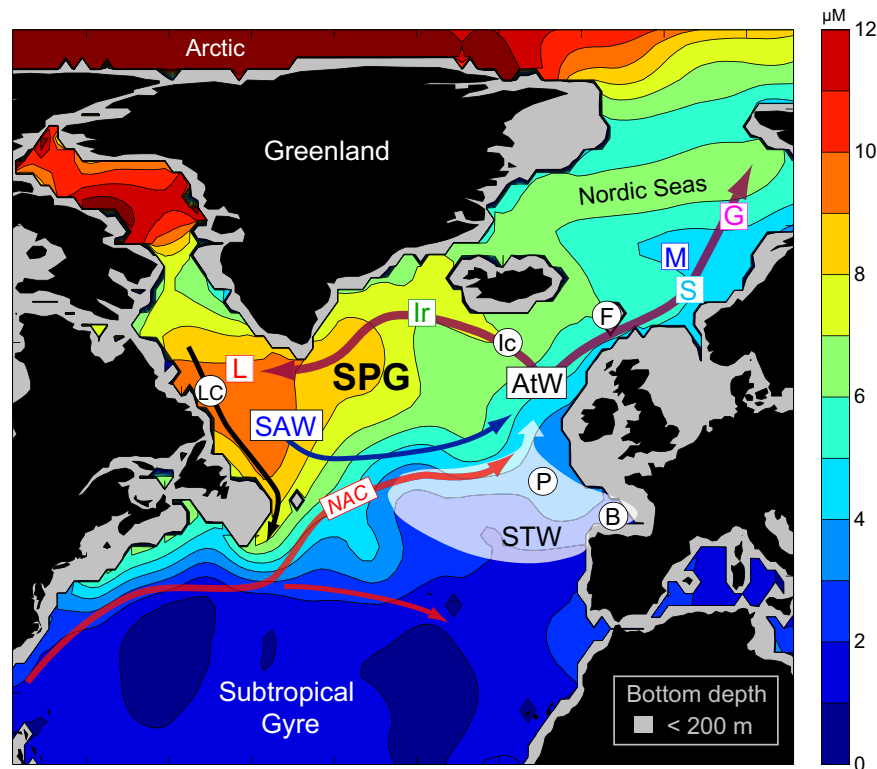 µM
Arctic
12
Greenland
10
Nordic Seas
G
M
8
S
Ir
F
Ic
L
SPG
AtW
LC
6
SAW
NAC
P
B
STW
4
2
Subtropical
Gyre
Bottom depth
< 200 m
0